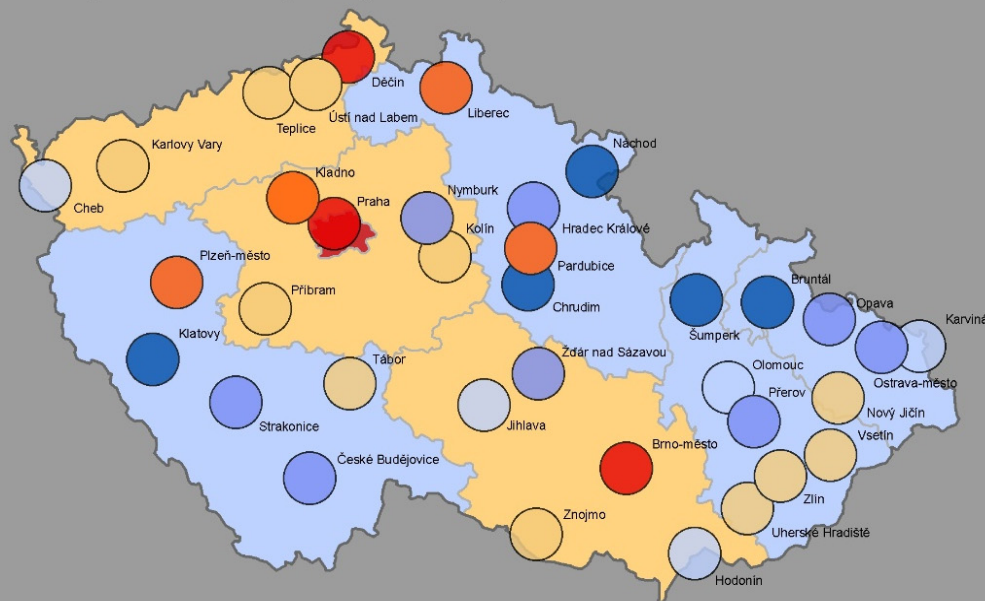 Děčín
Liberec
Teplice
Ústí nad Labem
Karlovy Vary
Náchod
Cheb
Kladno
Praha
Nymburk
Kolín
Hradec Králové
Pardubice
Chrudim
Plzeň-město
Příbram
Klatovy
Tábor
Strakonice
České Budějovice
Žďár nad Sázavou
Jihlava
Brno-město
Znojmo
Hodonín
Šumperk
Bruntál
Opava
Karviná
Ostrava-město
Olomouc
Přerov
Nový Jičín
Vsetín
Zlín
Uherské Hradiště